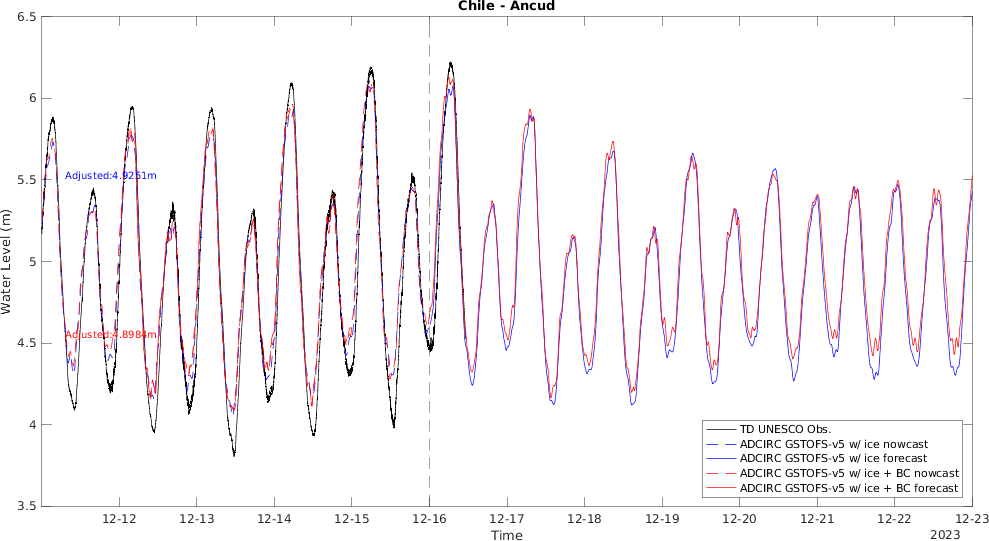 Chile - Ancud
6.5
6
5.5
5
4.5
4
3.5
Water Level (m)
Adjusted:4.9251m
Adjusted:4.8984m
TD UNESCO Obs.
ADCIRC GSTOFS-v5 w/ ice nowcast
ADCIRC GSTOFS-v5 w/ ice forecast
ADCIRC GSTOFS-v5 w/ ice + BC nowcast
ADCIRC GSTOFS-v5 w/ ice + BC forecast
12-12 12-13 12-14 12-15 12-16 12-17 12-18 12-19 12-20 12-21 12-22 12-23
Time
2023